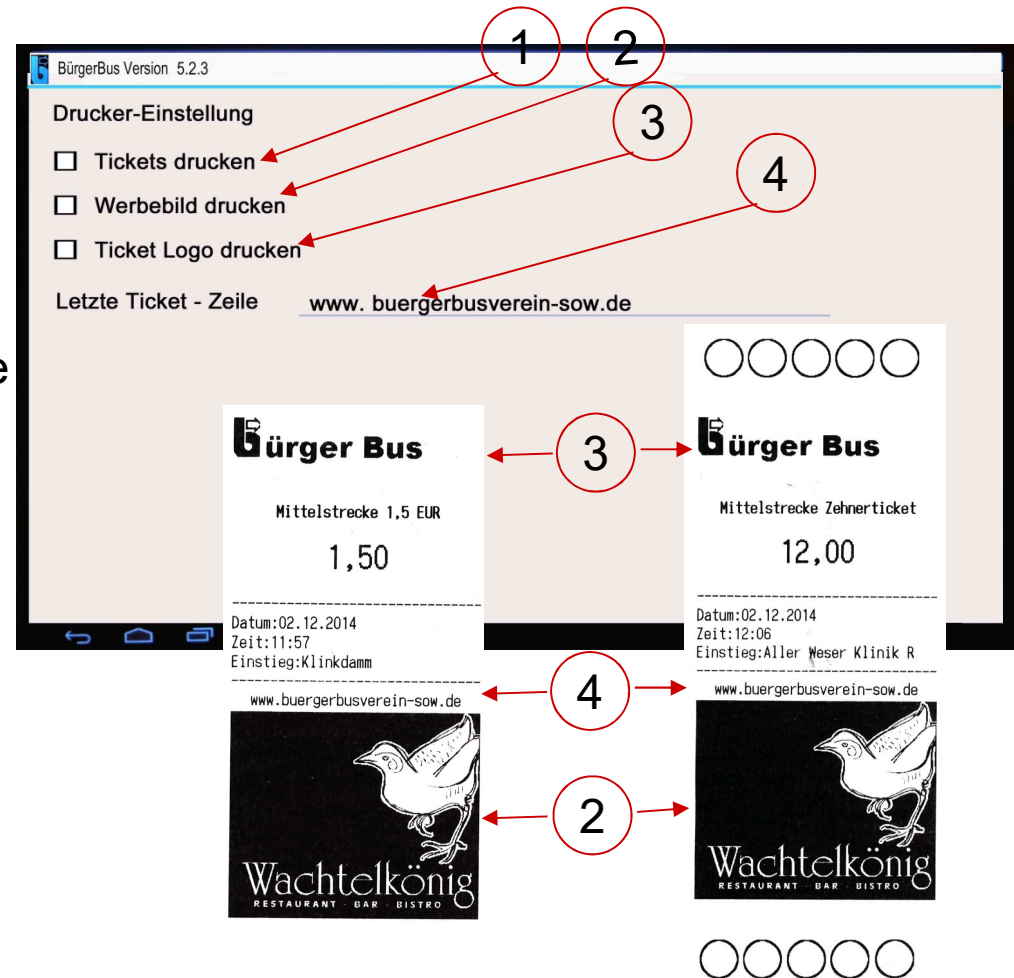 1 2
BürgerBus Version 5.2.3
Drucker-Einstellung
3
Tickets drucken
4
Werbebild drucken
Ticket Logo drucken
Letzte Ticket - Zeile www. buergerbusverein-sow.de
e
bürger Bus
Mittelstrecke 1,5 EUR
1,50
Datum:02.12.2014
Zeit:11:57
Einstieg:Klinkdamm
www.buergerbusverein-sow.de
Wachtelkönig
RESTAURANT · BAR · BISTRO
3
4
2
bürger Bus
Mittelstrecke Zehnerticket
12,00
Datum:02.12.2014
Zeit:12:06
Einstieg:Aller Weser Klinik R
www.buergerbusverein-sow.de
Wachtelkönig
RESTAURANT · BAR · BISTRO